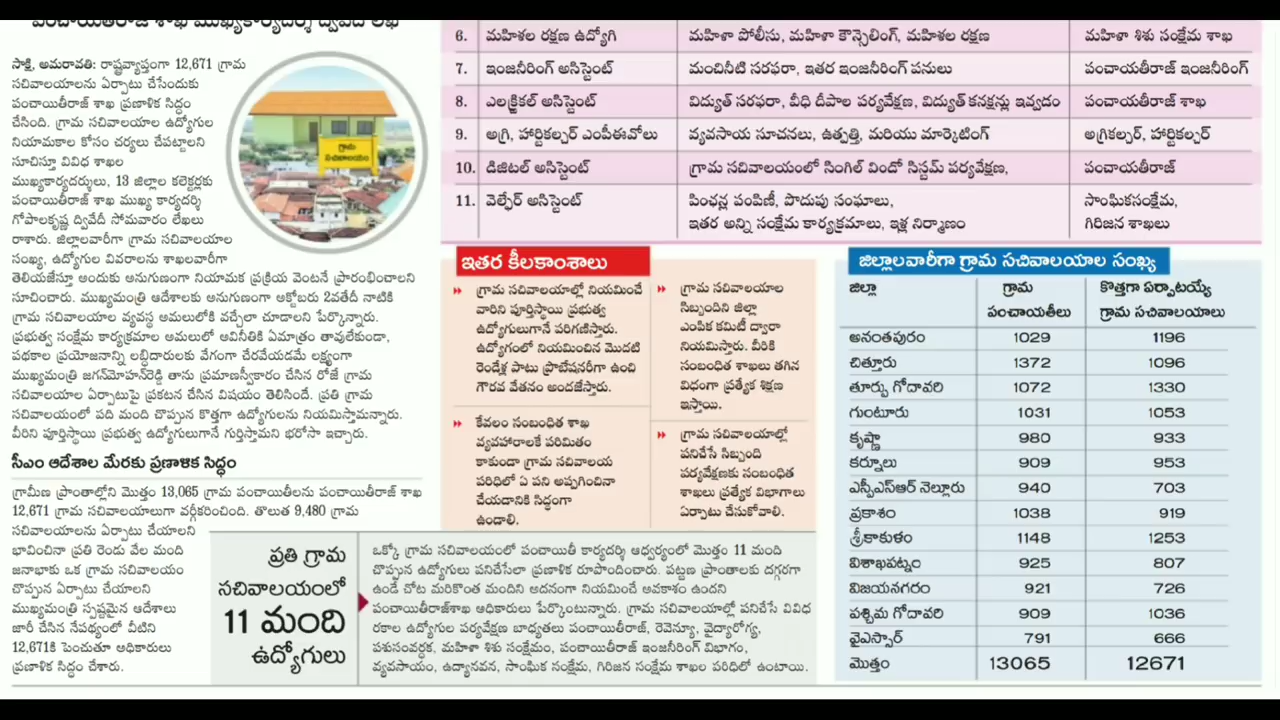 పంచాయతీరాజ్ శాఖ ముఖ్యకార్యదర్శి ద్వివేది లేఖ
సాక్షి, అమరావతి: రాష్ట్రవ్యాప్తంగా 12,671 గ్రామ
సచివాలయాలను ఏర్పాటు చేసేందుకు
పంచాయితీరాజ్ శాఖ ప్రణాళిక సిద్ధం
చేసింది. గ్రామ సచివాలయాల ఉద్యోగుల
నియామకాల కోసం చర్యలు చేపట్టాలని
సూచిస్తూ వివిధ శాఖల
ముఖ్యకార్యదర్శులు, 13 జిల్లాల కలెక్టర్లకు
పంచాయితీరాజ్ శాఖ ముఖ్య కార్యదర్శి
గోపాలకృష్ణ ద్వివేదీ సోమవారం లేఖలు
రాశారు. జిల్లాలవారీగా గ్రామ సచివాలయాల
సంఖ్య, ఉద్యోగుల వివరాలను శాఖలవారీగా
తెలియజేస్తూ అందుకు అనుగుణంగా నియామక ప్రక్రియ వెంటనే ప్రారంభించాలని
సూచించారు. ముఖ్యమంత్రి ఆదేశాలకు అనుగుణంగా అక్టోబరు 2వతేదీ నాటికి
గ్రామ సచివాలయాల వ్యవస్థ అమలులోకి వచ్చేలా చూడాలని పేర్కొన్నారు.
ప్రభుత్వ సంక్షేమ కార్యక్రమాల అమలులో అవినీతికి ఏమాత్రం తావులేకుండా,
పథకాల ప్రయోజనాన్ని లబ్ధిదారులకు వేగంగా చేరవేయడమే లక్ష్యంగా
ముఖ్యమంత్రి జగన్‌మోహన్‌రెడ్డి తాను ప్రమాణస్వీకారం చేసిన రోజే గ్రామ
సచివాలయాల ఏర్పాటుపై ప్రకటన చేసిన విషయం తెలిసిందే. ప్రతి గ్రామ
సచివాలయంలో పది మంది చొప్పున కొత్తగా ఉద్యోగులను నియమిస్తామన్నారు.
వీరిని పూర్తిస్థాయి ప్రభుత్వ ఉద్యోగులుగానే గుర్తిస్తామని భరోసా ఇచ్చారు.
సీఎం ఆదేశాల మేరకు ప్రణాళిక సిద్ధం
గ్రామీణ ప్రాంతాల్లోని మొత్తం 13,065 గ్రామ పంచాయితీలను పంచాయితీరాజ్ శాఖ
12,671 గ్రామ సచివాలయాలుగా వర్గీకరించింది. తొలుత 9,480 గ్రామ
సచివాలయాలను ఏర్పాటు చేయాలని
భావించినా ప్రతి రెండు వేల మంది
జనాభాకు ఒక గ్రామ సచివాలయం
చొప్పున ఏర్పాటు చేయాలని
ముఖ్యమంత్రి స్పష్టమైన ఆదేశాలు
జారీ చేసిన నేపథ్యంలో వీటిని
12,671కి పెంచుతూ అధికారులు
ప్రణాళిక సిద్ధం చేశారు.
గ్రామ
సచివాలయం
6. మహిళల రక్షణ ఉద్యోగి మహిళా పోలీసు, మహిళా కౌన్సెలింగ్, మహిళల రక్షణ మహిళా శిశు సంక్షేమ శాఖ
7. ఇంజనీరింగ్ అసిస్టెంట్ మంచినీటి సరఫరా, ఇతర ఇంజనీరింగ్ పనులు పంచాయతీరాజ్ ఇంజనీరింగ్
8. ఎలక్ట్రికల్ అసిస్టెంట్ విద్యుత్ సరఫరా, వీధి దీపాల పర్యవేక్షణ, విద్యుత్ కనక్షన్లు ఇవ్వడం పంచాయతీరాజ్ శాఖ
9. అగ్రి, హార్టికల్చర్ ఎంపీఈవోలు వ్యవసాయ సూచనలు, ఉత్పత్తి, మరియు మార్కెటింగ్ అగ్రికల్చర్, హార్టికల్చర్
10. డిజిటల్ అసిస్టెంట్ గ్రామ సచివాలయంలో సింగిల్ విండో సిస్టమ్ పర్యవేక్షణ, పంచాయతీరాజ్
11. వెల్ఫేర్ అసిస్టెంట్ పింఛన్ల పంపిణీ, పొదుపు సంఘాలు, సాంఘికసంక్షేమ,
ఇతర అన్ని సంక్షేమ కార్యక్రమాలు, ఇళ్ల నిర్మాణం గిరిజన శాఖలు
ఇతర కీలకాంశాలు
గ్రామ సచివాలయాల్లో నియమించే
వారిని పూర్తిస్థాయి ప్రభుత్వ
ఉద్యోగులుగానే పరిగణిస్తారు.
ఉద్యోగంలో నియమించిన మొదటి
రెండేళ్ల పాటు ప్రొబేషనరీగా ఉంచి
గౌరవ వేతనం అందజేస్తారు.
కేవలం సంబంధిత శాఖ
వ్యవహారాలకే పరిమితం
కాకుండా గ్రామ సచివాలయ
పరిధిలో ఏ పని అప్పగించినా
చేయడానికి సిద్ధంగా
ఉండాలి.
గ్రామ సచివాలయాల
సిబ్బందిని జిల్లా
ఎంపిక కమిటీ ద్వారా
నియమిస్తారు. వీరికి
సంబంధిత శాఖలు తగిన
విధంగా ప్రత్యేక శిక్షణ
ఇస్తాయి.
గ్రామ సచివాలయాల్లో
పనిచేసే సిబ్బంది
పర్యవేక్షణకు సంబంధిత
శాఖలు ప్రత్యేక విభాగాలు
ఏర్పాటు చేసుకోవాలి.
జిల్లాలవారీగా గ్రామ సచివాలయాల సంఖ్య
జిల్లా గ్రామ కొత్తగా ఏర్పాటయ్యే
పంచాయతీలు గ్రామ సచివాలయాలు
అనంతపురం 1029 1196
చిత్తూరు 1372 1096
తూర్పు గోదావరి 1072 1330
గుంటూరు 1031 1053
కృష్ణా 980 933
కర్నూలు 909 953
ఎస్పీఎస్ఆర్ నెల్లూరు 940 703
ప్రకాశం 1038 919
శ్రీకాకుళం 1148 1253
విశాఖపట్నం 925 807
విజయనగరం 921 726
పశ్చిమ గోదావరి 909 1036
వైఎస్సార్ 791 666
మొత్తం 13065 12671
ప్రతి గ్రామ
సచివాలయంలో
11 మంది
ఉద్యోగులు
ఒక్కో గ్రామ సచివాలయంలో పంచాయితీ కార్యదర్శి ఆధ్వర్యంలో మొత్తం 11 మంది
చొప్పున ఉద్యోగులు పనిచేసేలా ప్రణాళిక రూపొందించారు. పట్టణ ప్రాంతాలకు దగ్గరగా
ఉండే చోట మరికొంత మందిని అదనంగా నియమించే అవకాశం ఉందని
పంచాయితీరాజ్‌శాఖ అధికారులు పేర్కొంటున్నారు. గ్రామ సచివాలయాల్లో పనిచేసే వివిధ
రకాల ఉద్యోగుల పర్యవేక్షణ బాధ్యతలు పంచాయితీరాజ్, రెవెన్యూ, వైద్యారోగ్య,
పశుసంవర్ధక, మహిళా శిశు సంక్షేమం, పంచాయితీరాజ్ ఇంజనీరింగ్ విభాగం,
వ్యవసాయం, ఉద్యానవన, సాంఘిక సంక్షేమ, గిరిజన సంక్షేమ శాఖల పరిధిలో ఉంటాయి.